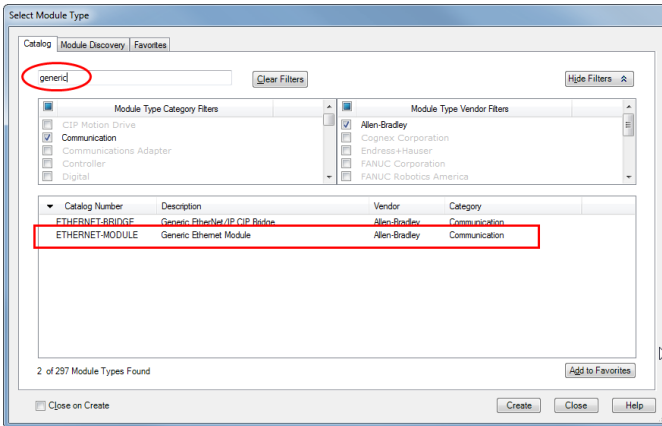 Select Module Type
Catalog Module Discovery Favorites
generic Clear Filters Hide Filters
Module Type Category Filters Module Type Vendor Filters
CIP Motion Drive Allen-Bradley
Communication Cognex Corporation
Communications Adapter Endress+Hauser
Controller FANUC Corporation
Digital FANUC Robotics America
Catalog Number Description Vendor Category
ETHERNET-BRIDGE Generic EtherNet/IP CIP Bridge Allen-Bradley Communication
ETHERNET-MODULE Generic Ethernet Module Allen-Bradley Communication
2 of 297 Module Types Found Add to Favorites
Close on Create Create Close Help